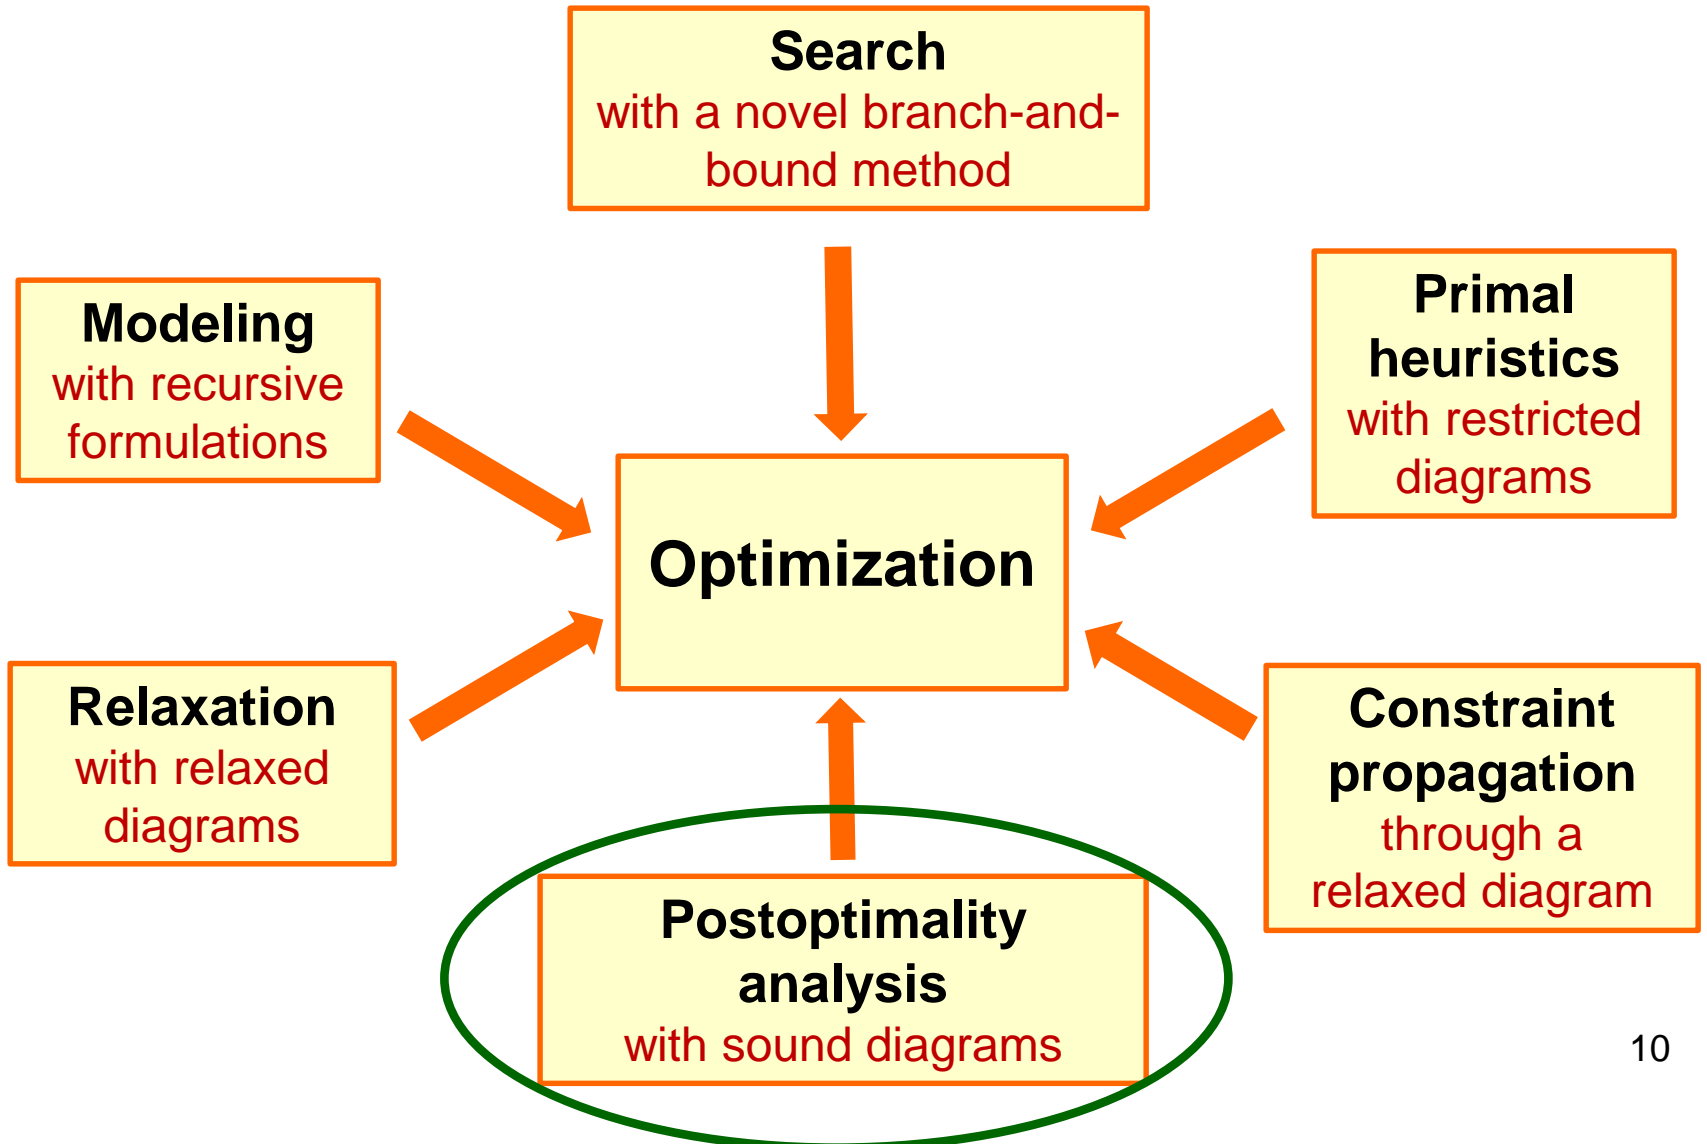 Search
with a novel branch-and-
bound method
Modeling
with recursive
formulations
Primal
heuristics
with restricted
diagrams
Optimization
Relaxation
with relaxed
diagrams
Constraint
propagation
through a
relaxed diagram
Postoptimality
analysis
with sound diagrams
10